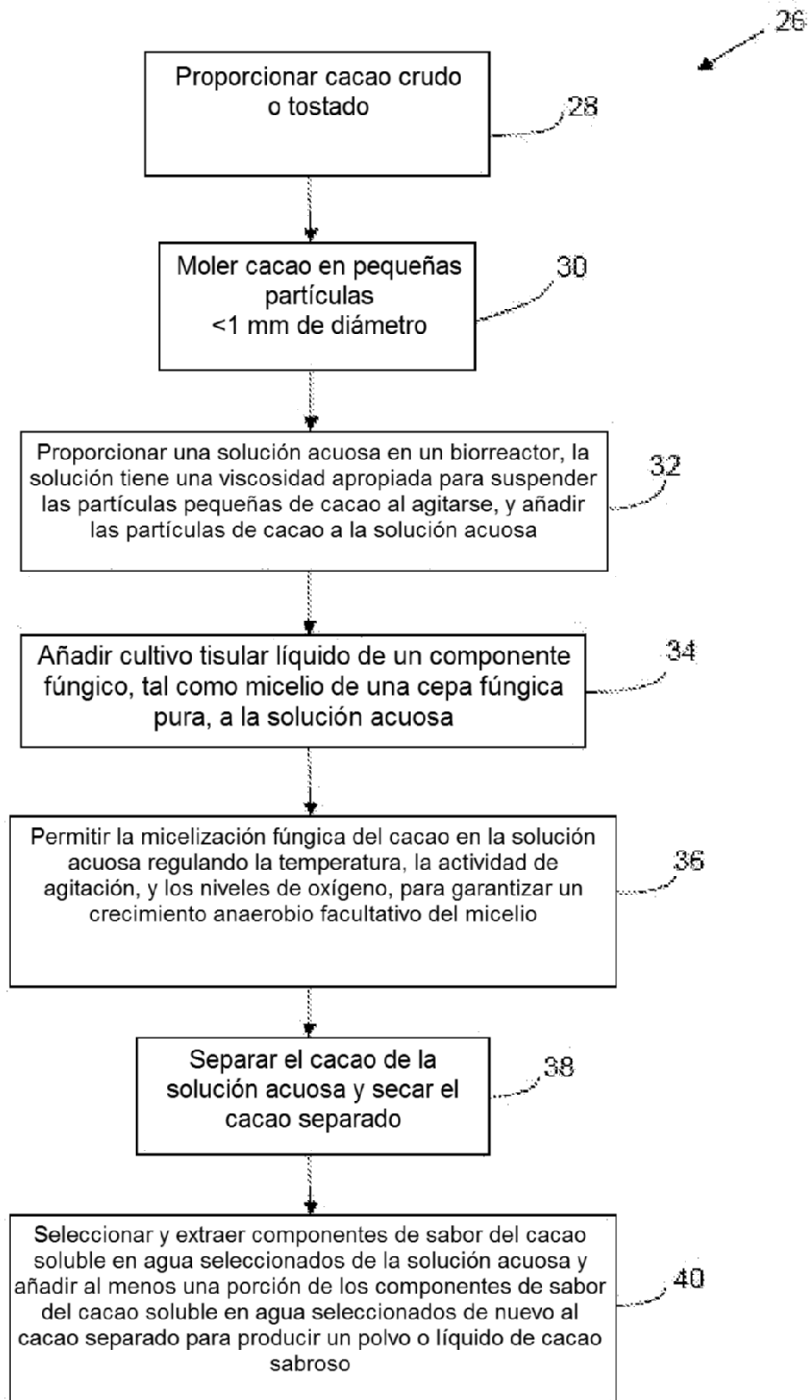 26
Proporcionar cacao crudo
o tostado
28
Moler cacao en pequeñas
partículas
<1 mm de diámetro
30
Proporcionar una solución acuosa en un biorreactor, la
solución tiene una viscosidad apropiada para suspender
las partículas pequeñas de cacao al agitarse, y añadir
las partículas de cacao a la solución acuosa
32
Añadir cultivo tisular líquido de un componente
fúngico, tal como micelio de una cepa fúngica
pura, a la solución acuosa
34
Permitir la micelización fúngica del cacao en la solución
acuosa regulando la temperatura, la actividad de
agitación, y los niveles de oxígeno, para garantizar un
crecimiento anaerobio facultativo del micelio
36
Separar el cacao de la
solución acuosa y secar el
cacao separado
38
Seleccionar y extraer componentes de sabor del cacao
soluble en agua seleccionados de la solución acuosa y
añadir al menos una porción de los componentes de sabor
del cacao soluble en agua seleccionados de nuevo al
cacao separado para producir un polvo o líquido de cacao
sabroso
40